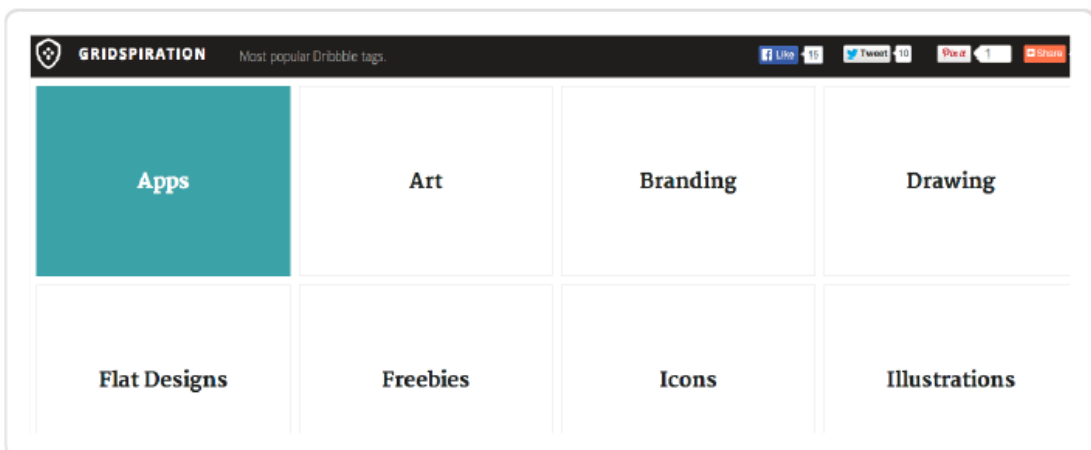 GRIDSPIRATION Most popular Dribbble tags. Like 15 Tweet 10 Pin it 1 Share
Apps Art Branding Drawing
Flat Designs Freebies Icons Illustrations